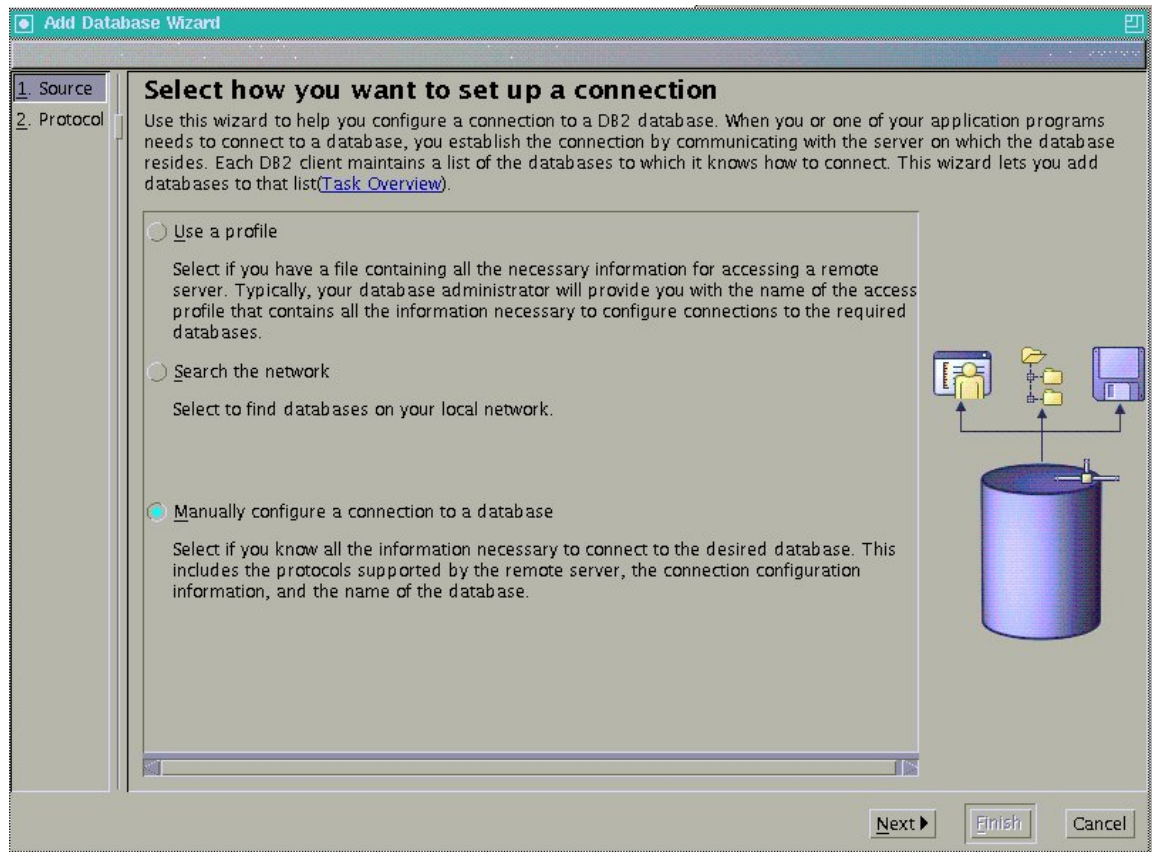 Add Database Wizard
1. Source
2. Protocol
Select how you want to set up a connection
Use this wizard to help you configure a connection to a DB2 database. When you or one of your application programs
needs to connect to a database, you establish the connection by communicating with the server on which the database
resides. Each DB2 client maintains a list of the databases to which it knows how to connect. This wizard lets you add
databases to that list(Task Overview).
Use a profile
Select if you have a file containing all the necessary information for accessing a remote
server. Typically, your database administrator will provide you with the name of the access
profile that contains all the information necessary to configure connections to the required
databases.
Search the network
Select to find databases on your local network.
Manually configure a connection to a database
Select if you know all the information necessary to connect to the desired database. This
includes the protocols supported by the remote server, the connection configuration
information, and the name of the database.
Next
Finish
Cancel